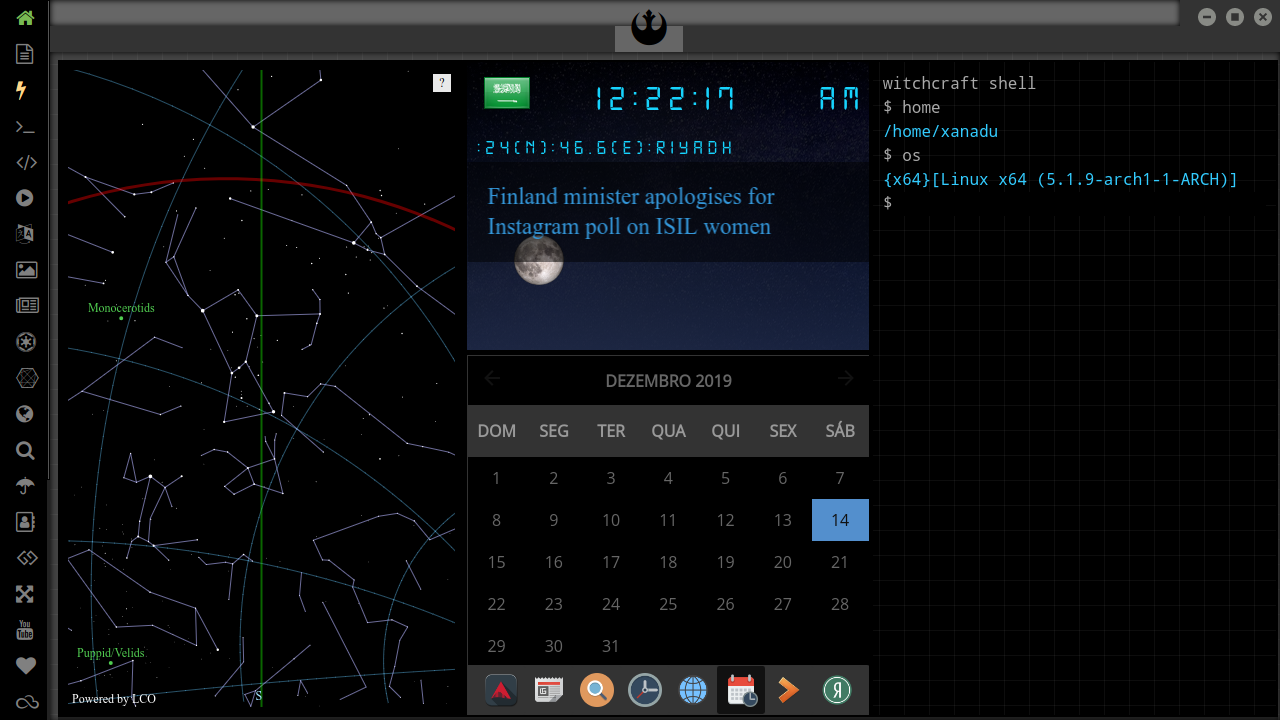 ?
Monocerotids
Puppid/Velids
Powered by LCO
S
12:22:17 AM
:24(N):46.6(E):RIYADH
Finland minister apologises for
Instagram poll on ISIL women
DEZEMBRO 2019
DOM SEG TER QUA QUI SEX SÁB
1 2 3 4 5 6 7
8 9 10 11 12 13 14
15 16 17 18 19 20 21
22 23 24 25 26 27 28
29 30 31
Я
witchcraft shell
$ home
/home/xanadu
$ os
{x64}[Linux x64 (5.1.9-arch1-1-ARCH)]
$
You
Tube